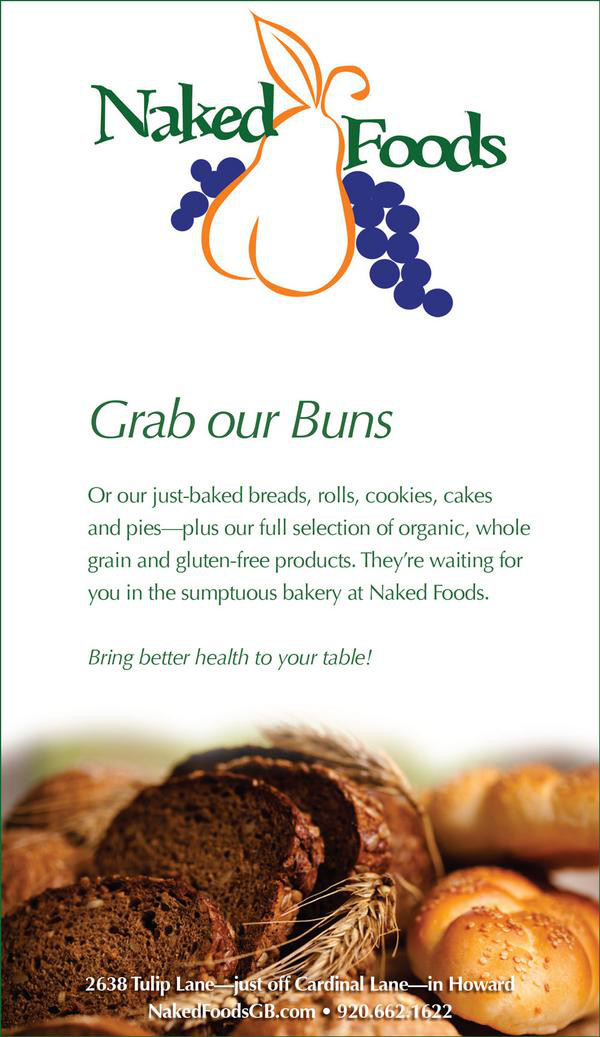 Naked Foods
Grab our Buns
Or our just-baked breads, rolls, cookies, cakes
and pies—plus our full selection of organic, whole
grain and gluten-free products. They're waiting for
you in the sumptuous bakery at Naked Foods.
Bring better health to your table!
2638 Tulip Lane—just off Cardinal Lane—in Howard
NakedFoodsGB.com • 920.662.1622